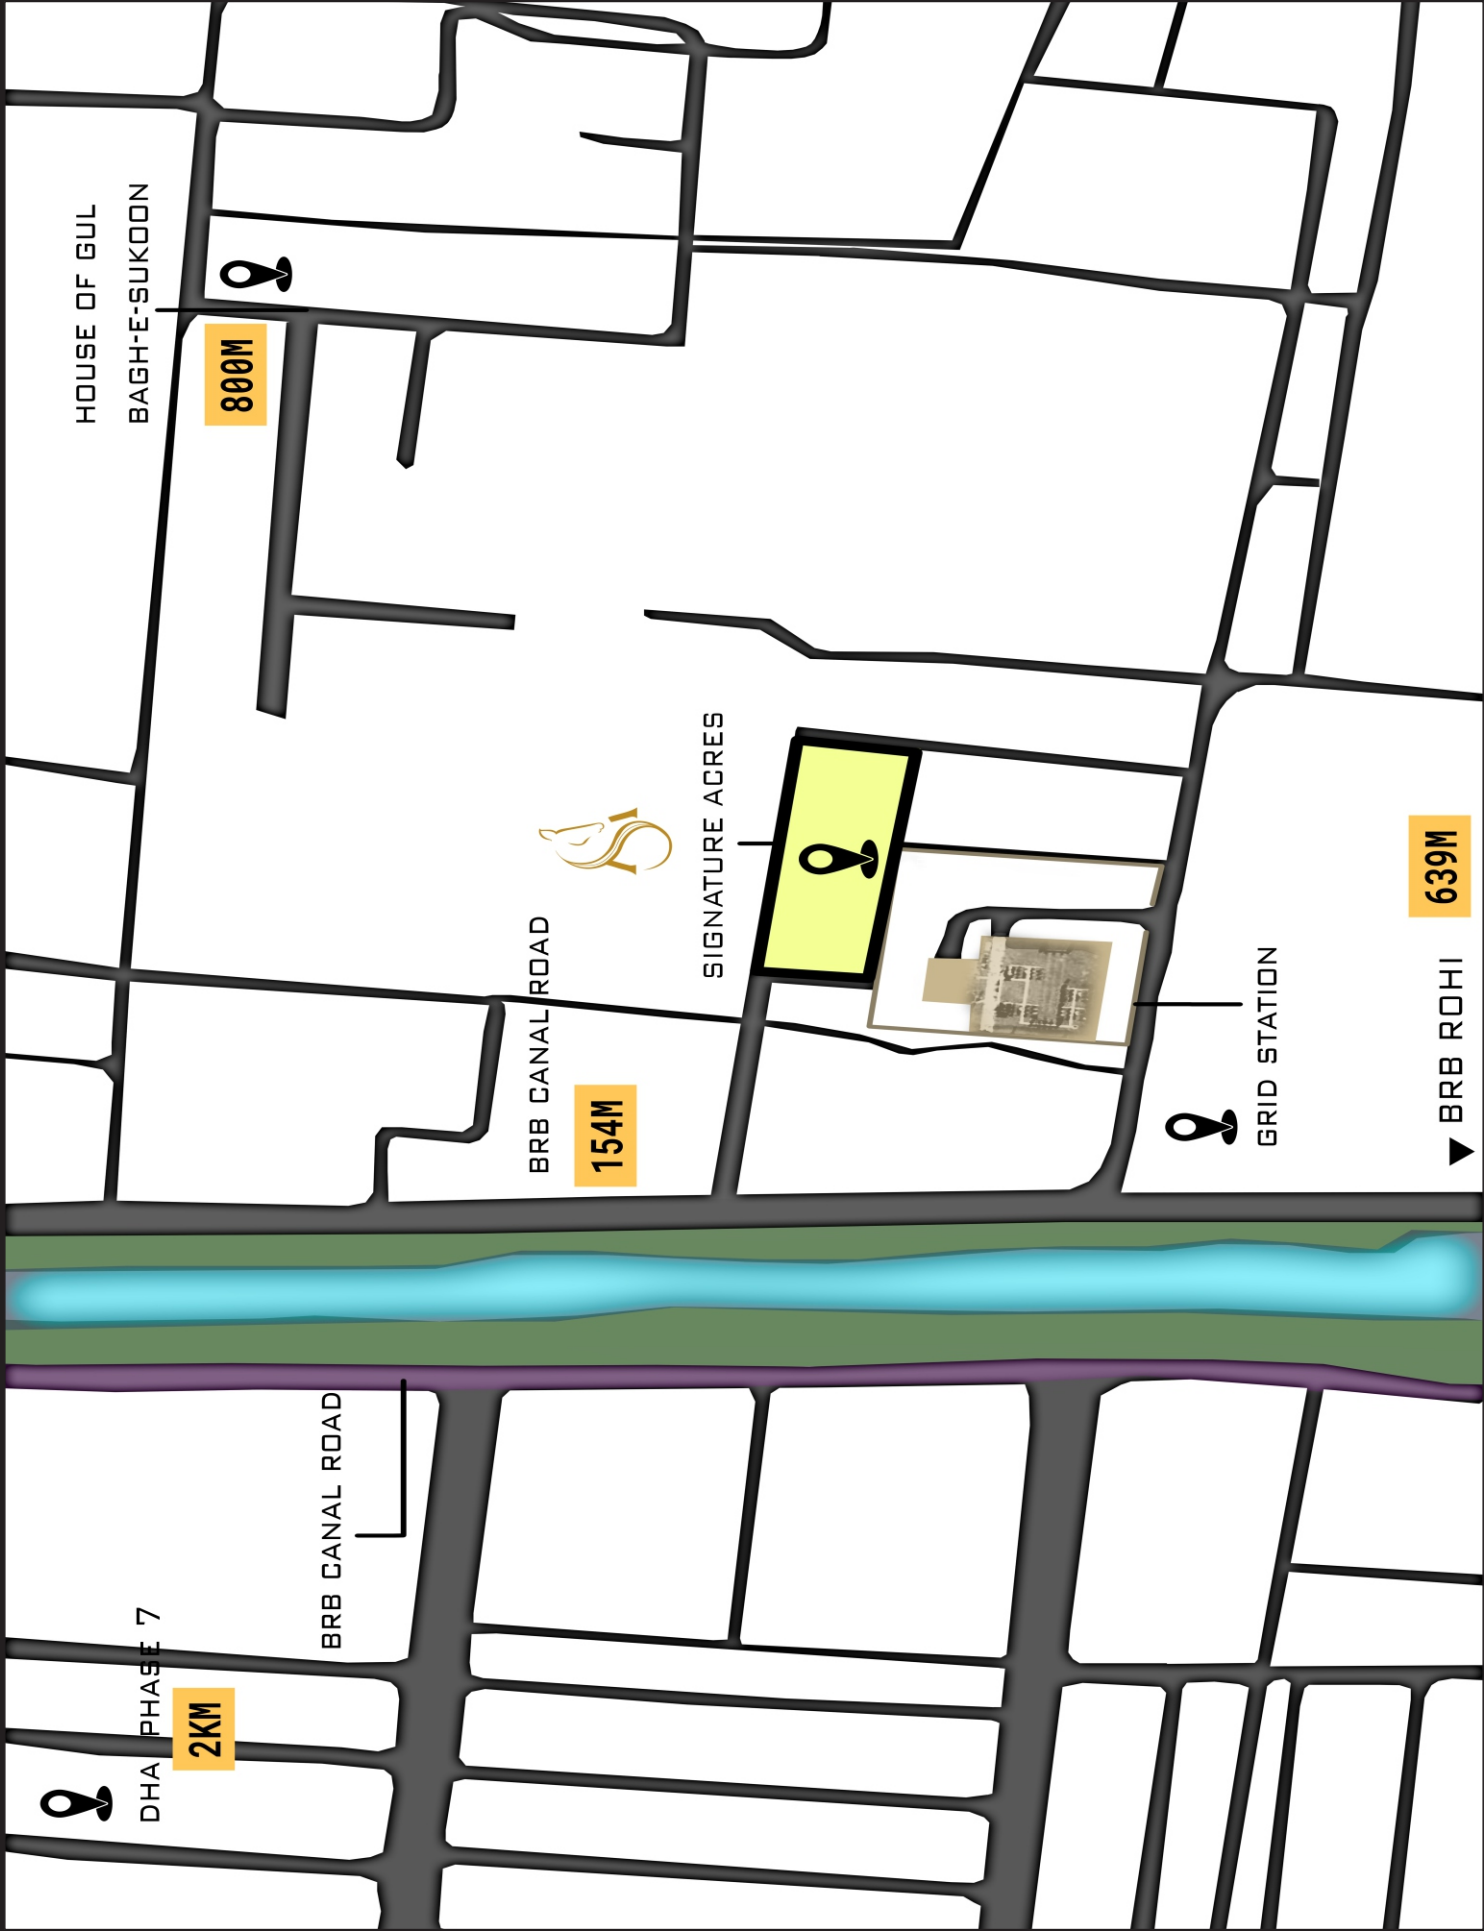 HOUSE OF GUL
BAGH-E-SUKOON
800M
SIGNATURE ACRES
BRB CANAL ROAD
154M
639M
GRID STATION
BRB ROHI
BRB CANAL ROAD
DHA PHASE 7
2KM